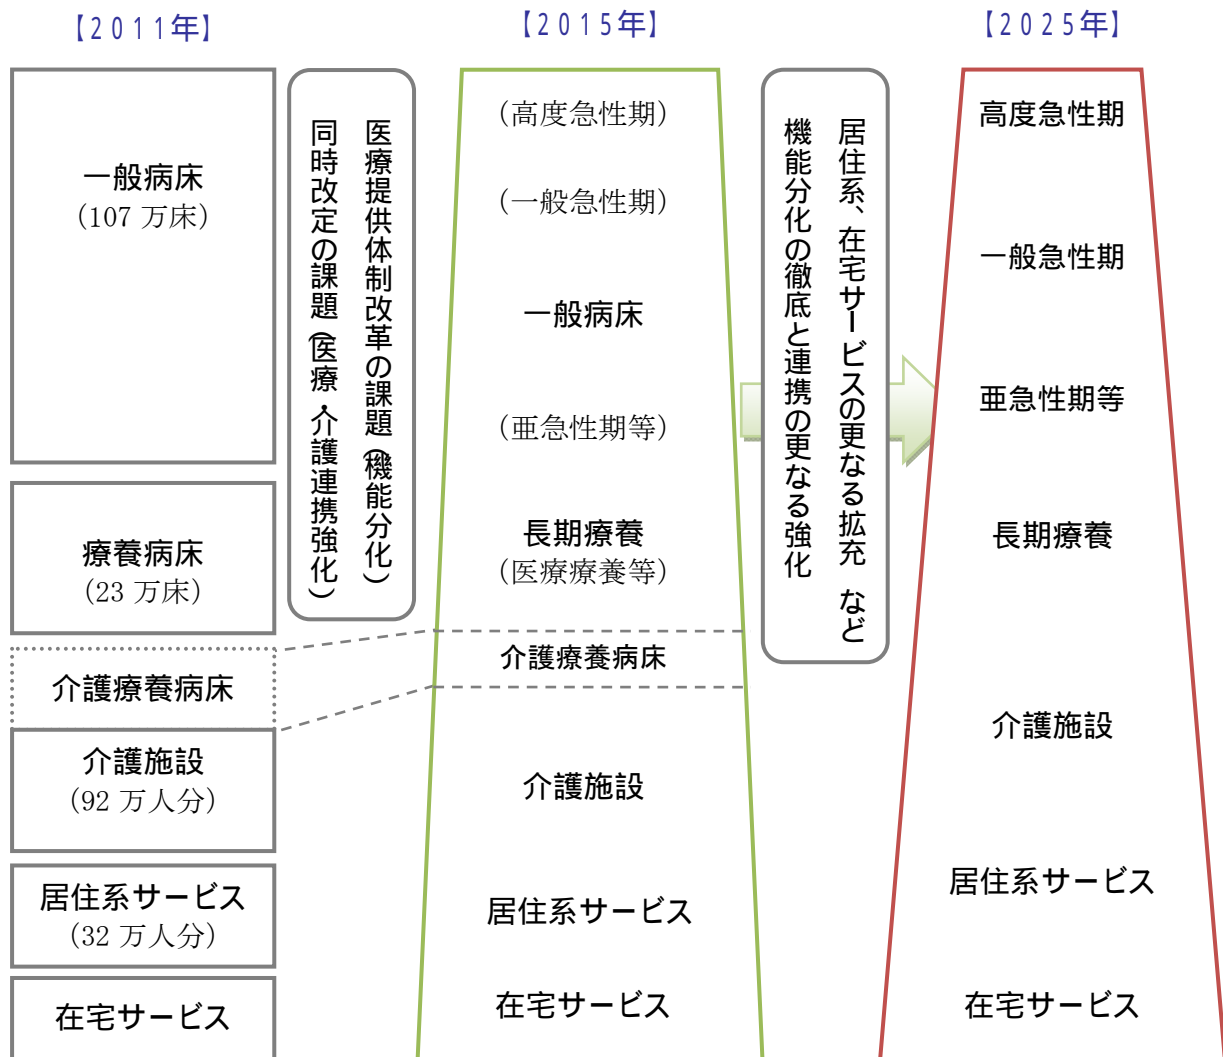 【2011年】
一般病床
(107 万床)
療養病床
(23 万床)
介護療養病床
介護施設
(92 万人分)
居住系サービス
(32 万人分)
在宅サービス
医療提供体制改革の課題(機能分化)
同時改定の課題(医療・介護連携強化)
【2015年】
(高度急性期)
(一般急性期)
一般病床
(亜急性期等)
長期療養
(医療療養等)
介護療養病床
介護施設
居住系サービス
在宅サービス
居住系、在宅サービスの更なる拡充 など
機能分化の徹底と連携の更なる強化
【2025年】
高度急性期
一般急性期
亜急性期等
長期療養
介護施設
居住系サービス
在宅サービス